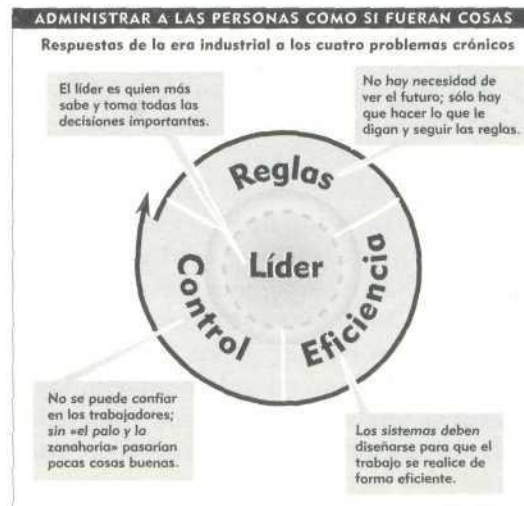 ADMINISTRAR A LAS PERSONAS COMO SI FUERAN COSAS
Respuestas de la era industrial a los cuatro problemas crónicos
El líder es quien más
sabe y toma todas las
decisiones importantes.
No hay necesidad de
ver el futuro; sólo hay
que hacer lo que le
digan y seguir las reglas.
Reglas
Líder
Control
Eficiencia
No se puede confiar
en los trabajadores;
sin «el palo y la
zanahoria» pasarían
pocas cosas buenas.
Los sistemas deben
diseñarse para que el
trabajo se realice de
forma eficiente.